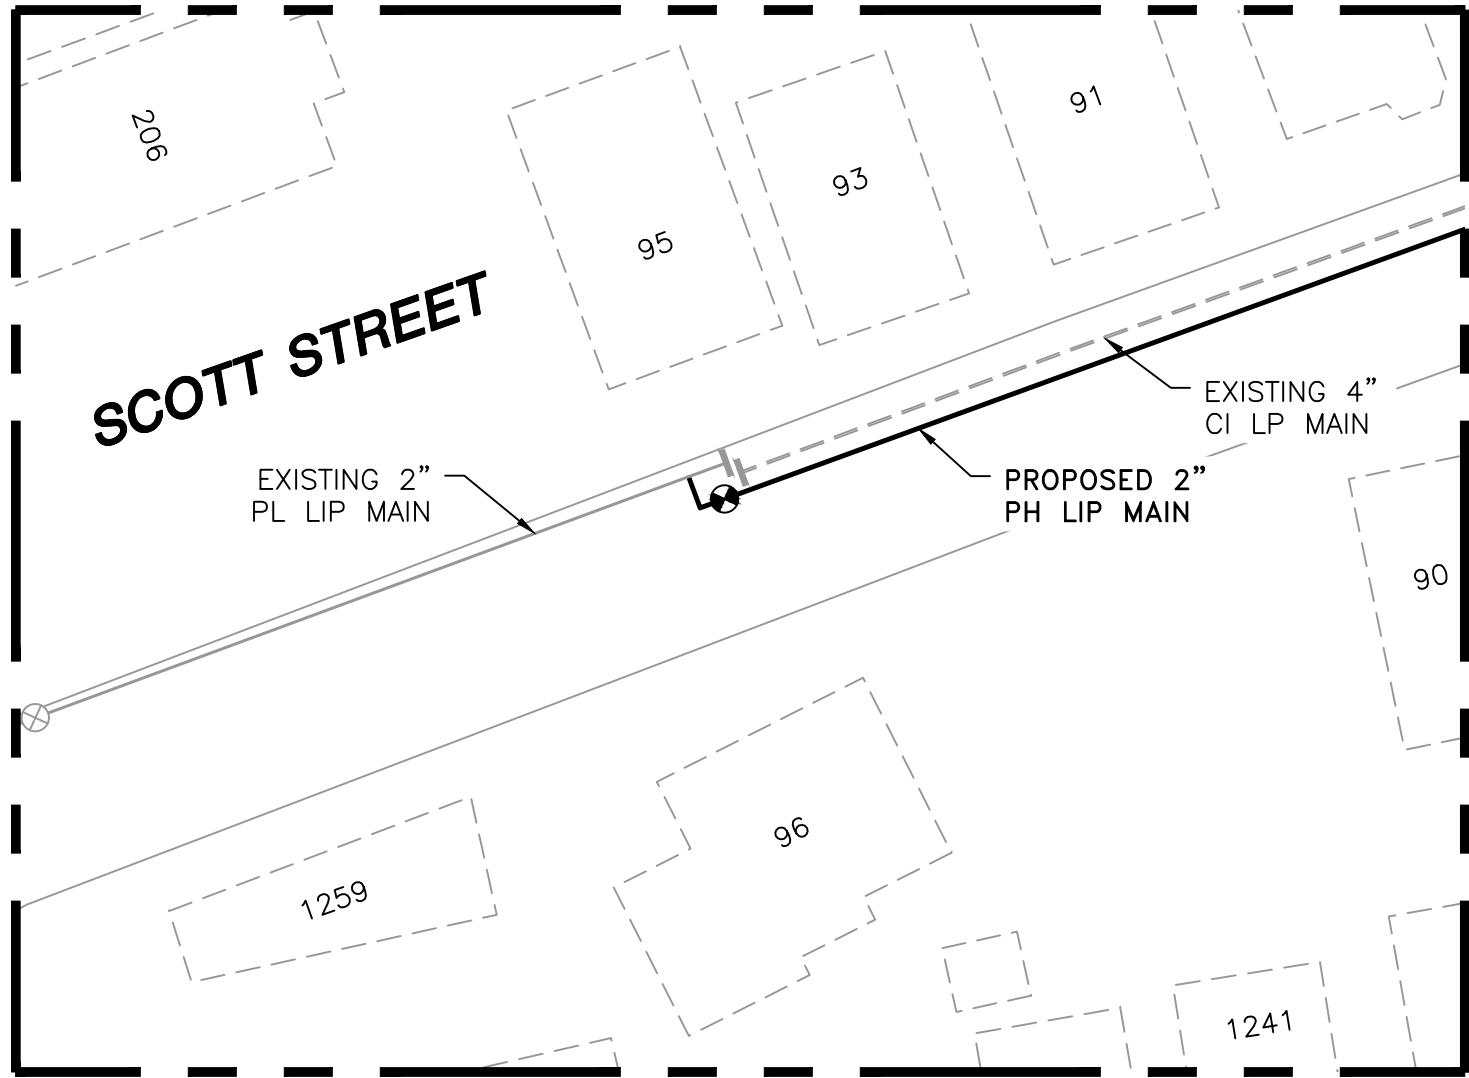 206
95
93
91
SCOTT STREET
EXISTING 4”
CI LP MAIN
EXISTING 2”
PL LIP MAIN
PROPOSED 2”
PH LIP MAIN
90
96
1259
1241